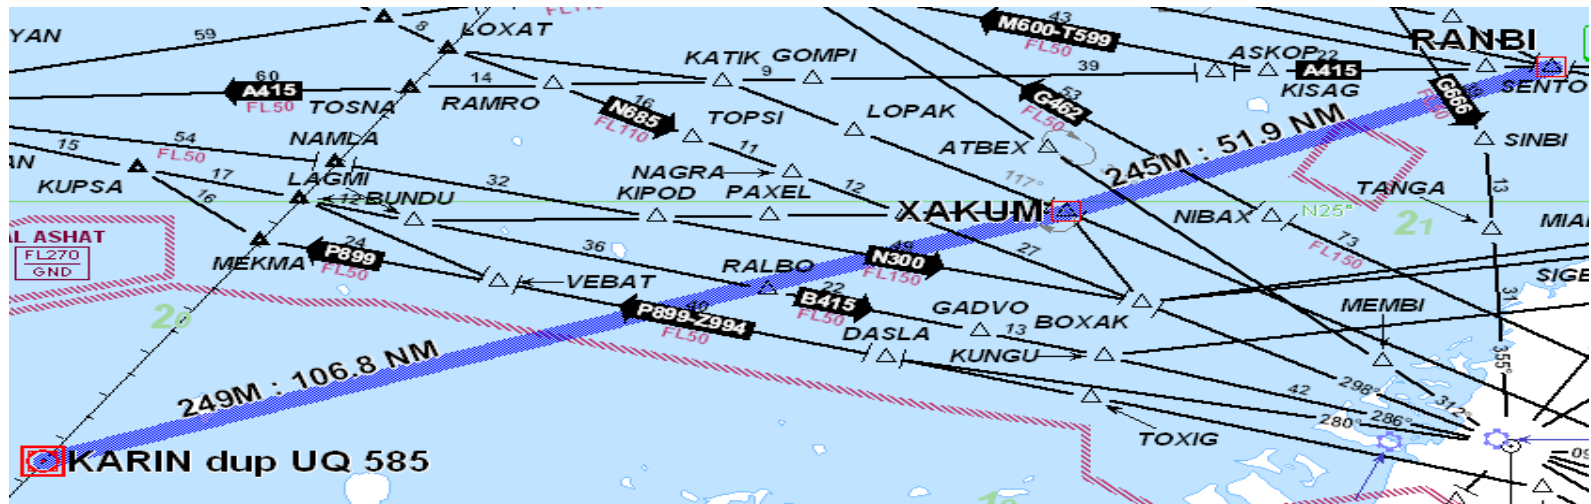 YAN
59
8
LOXAT
FL110
43
M600-T599
FL50
RANBI
KATIK
GOMPI
ASKOP
22
60
A415
FL50
TOSNA
14
RAMRO
9
39
A415
KISAG
SENTO
G666
16
N685
FL110
TOPSI
LOPAK
53
G462
FL50
245M : 51.9 NM
SINBI
54
NAMLA
15
FL50
AN
KUPSA
17
16
LAGMI
12
BUNDU
32
KIPOD
NAGRA
11
PAXEL
12
ATBEX
117°
XAKUM
NIBAX
N25°
TANGA
13
21
MIAI
AL ASHAT
FL270
GND
24
P899
FL50
MEKMA
36
VEBAT
RALBO
49
N300
FL150
27
73
FL150
SIGE
20
40
P899-Z994
FL50
22
B415
FL50
GADVO
13
BOXAK
MEMBI
31
DASLA
KUNGU
355°
249M : 106.8 NM
42
298°
312°
286°
280°
TOXIG
KARIN dup UQ 585
09